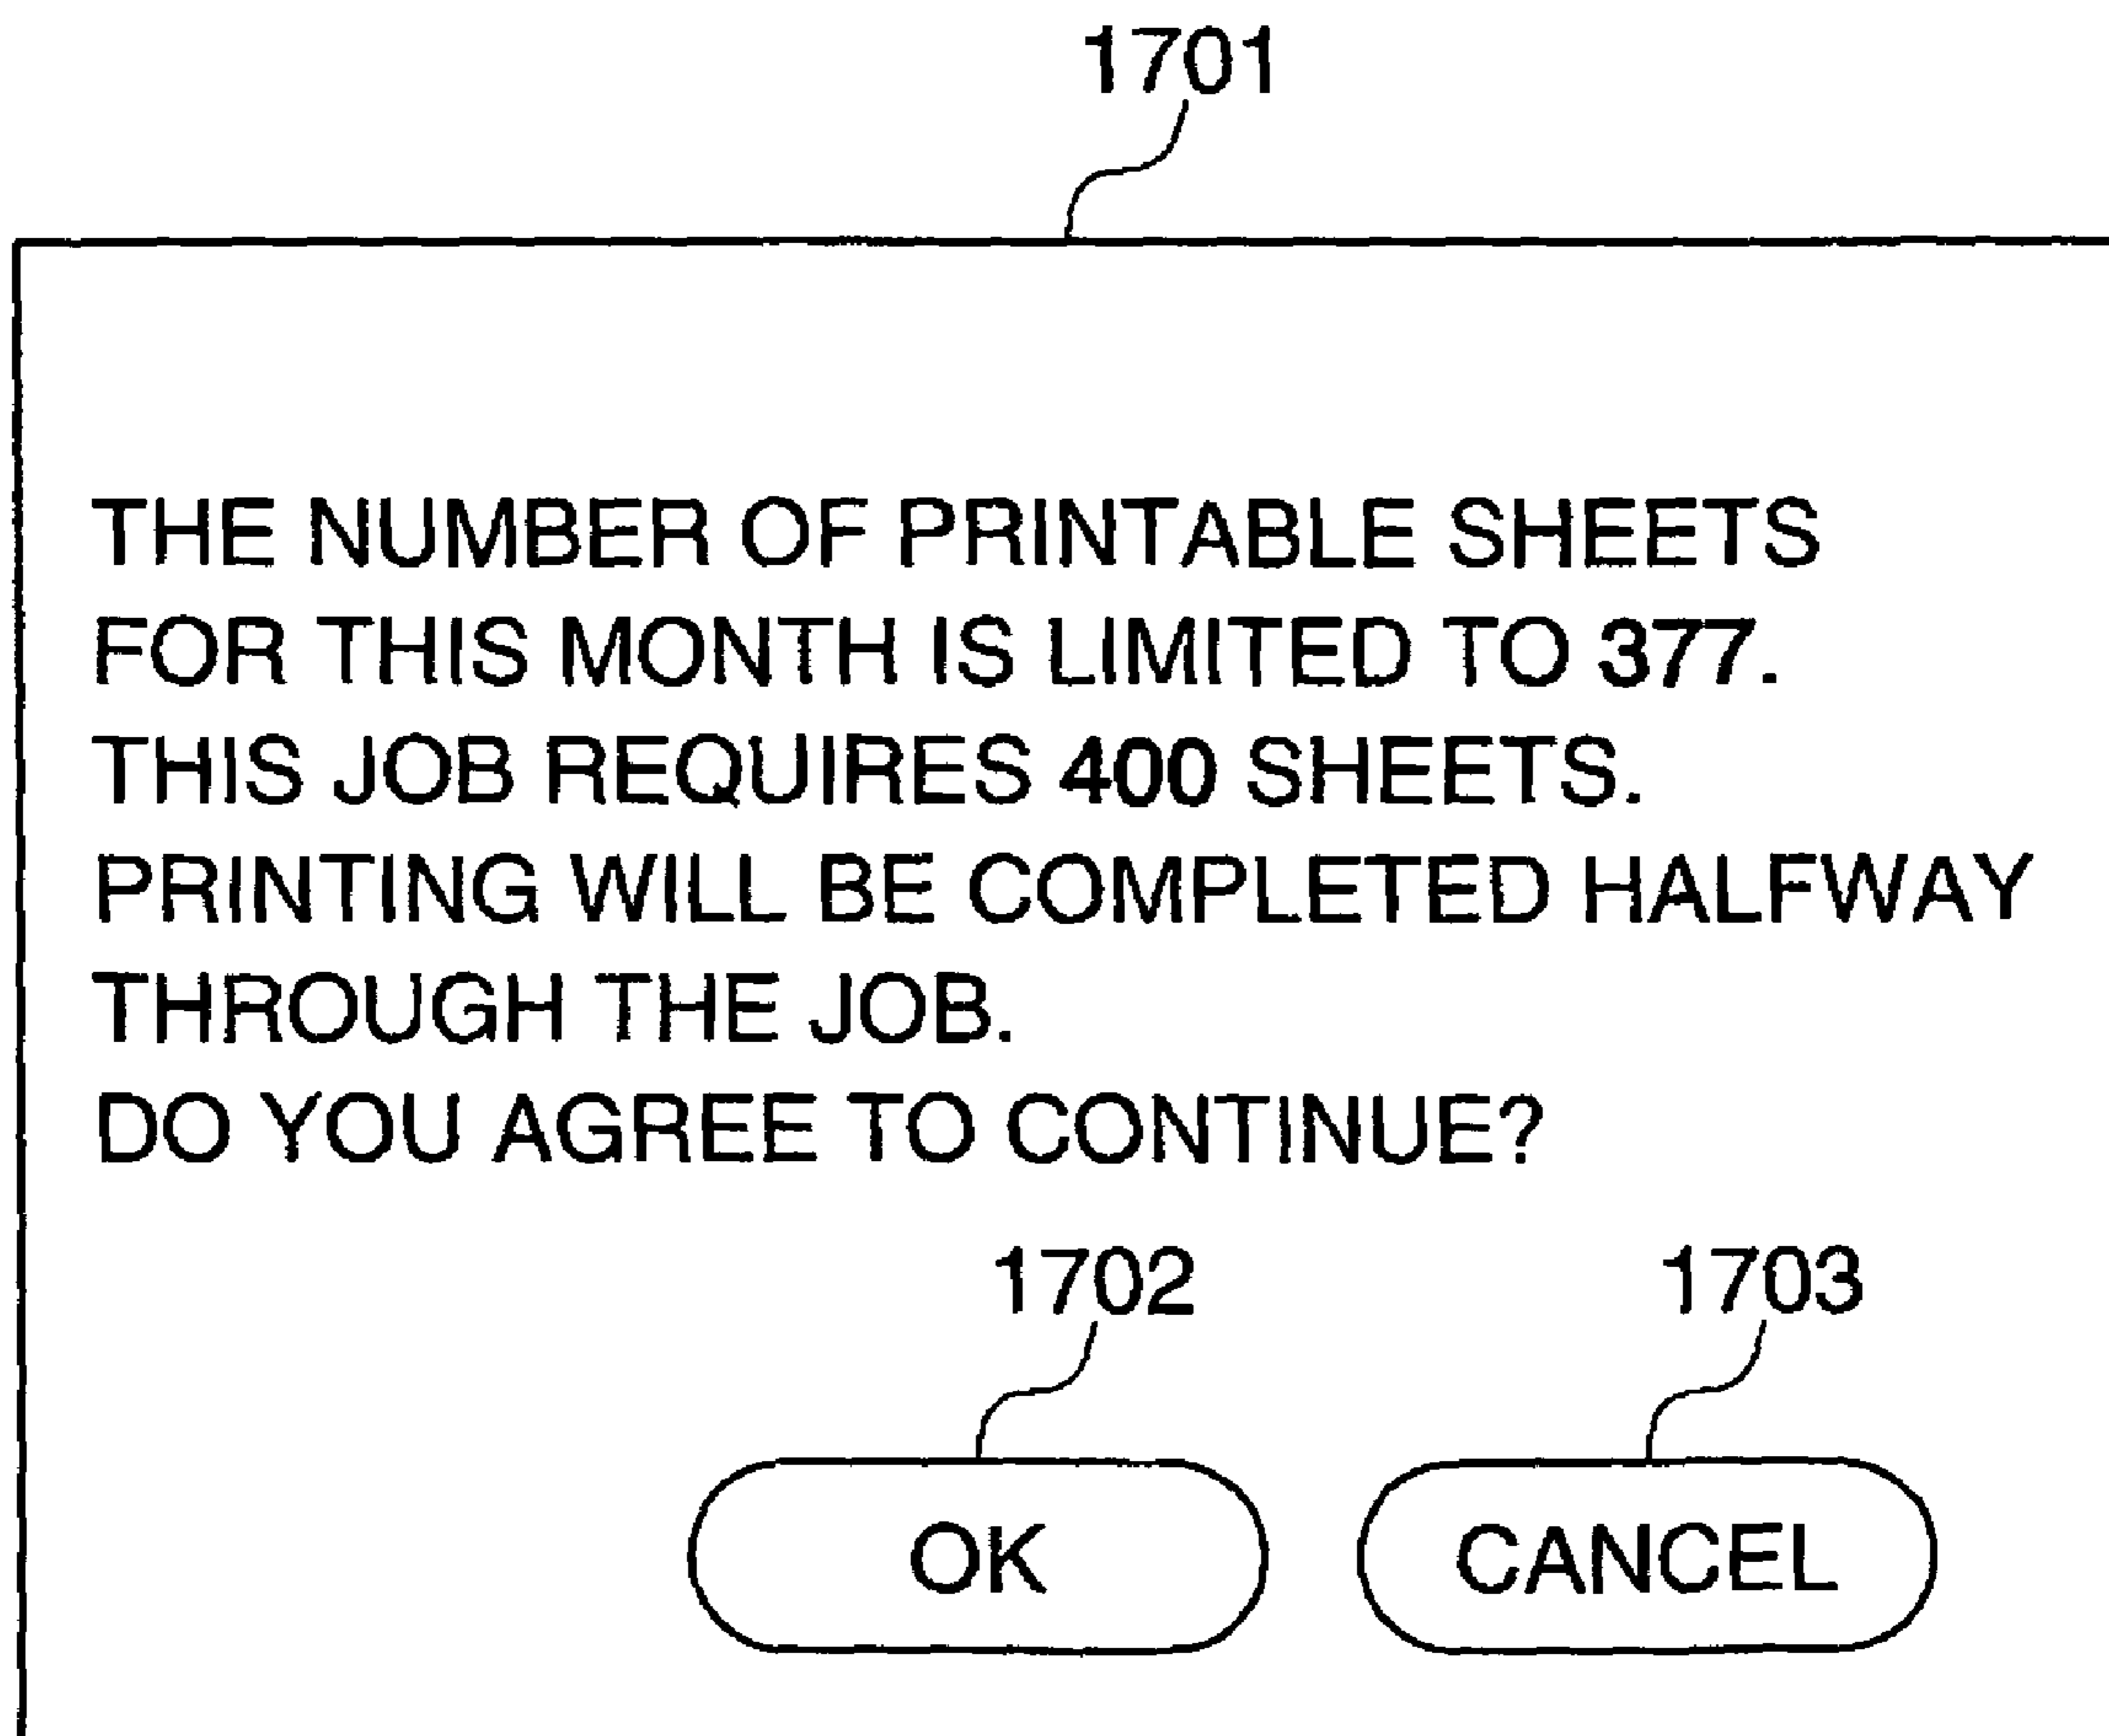 1701
THE NUMBER OF PRINTABLE SHEETS
FOR THIS MONTH IS LIMITED TO 377.
THIS JOB REQUIRES 400 SHEETS.
PRINTING WILL BE COMPLETED HALFWAY
THROUGH THE JOB.
DO YOU AGREE TO CONTINUE?
1702 1703
OK CANCEL